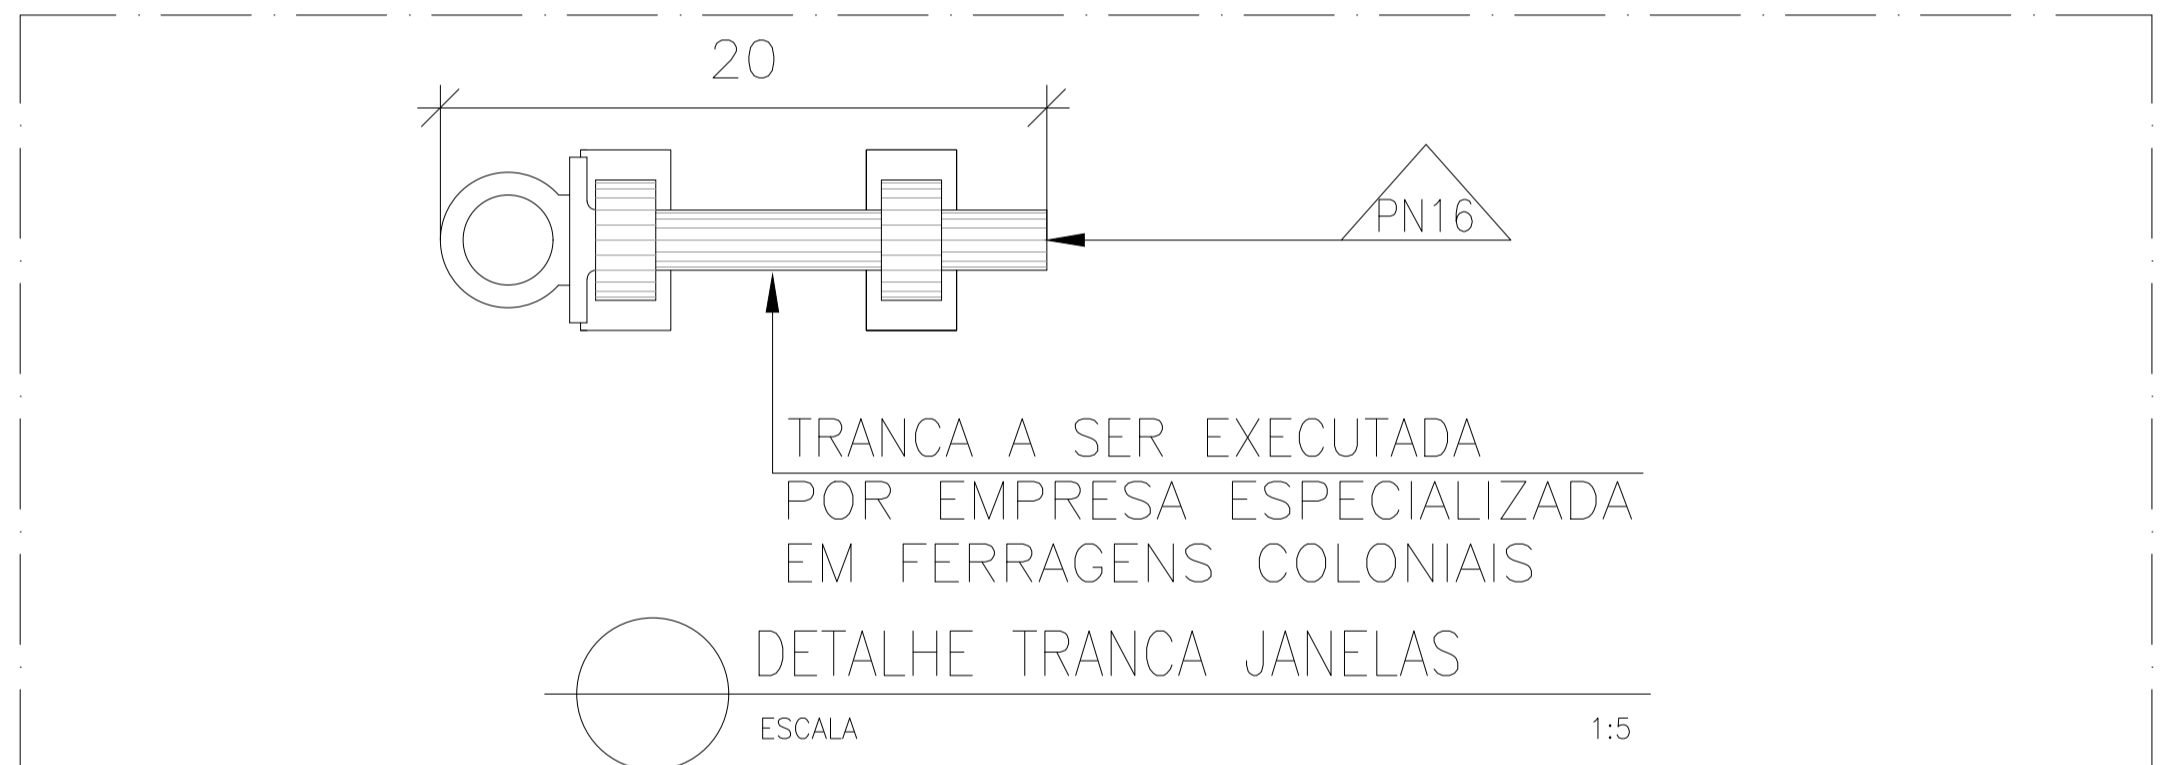 20
PN16
TRANCA A SER EXECUTADA
POR EMPRESA ESPECIALIZADA
EM FERRAGENS COLONIAIS
DETALHE TRANCA JANELAS
ESCALA 1:5